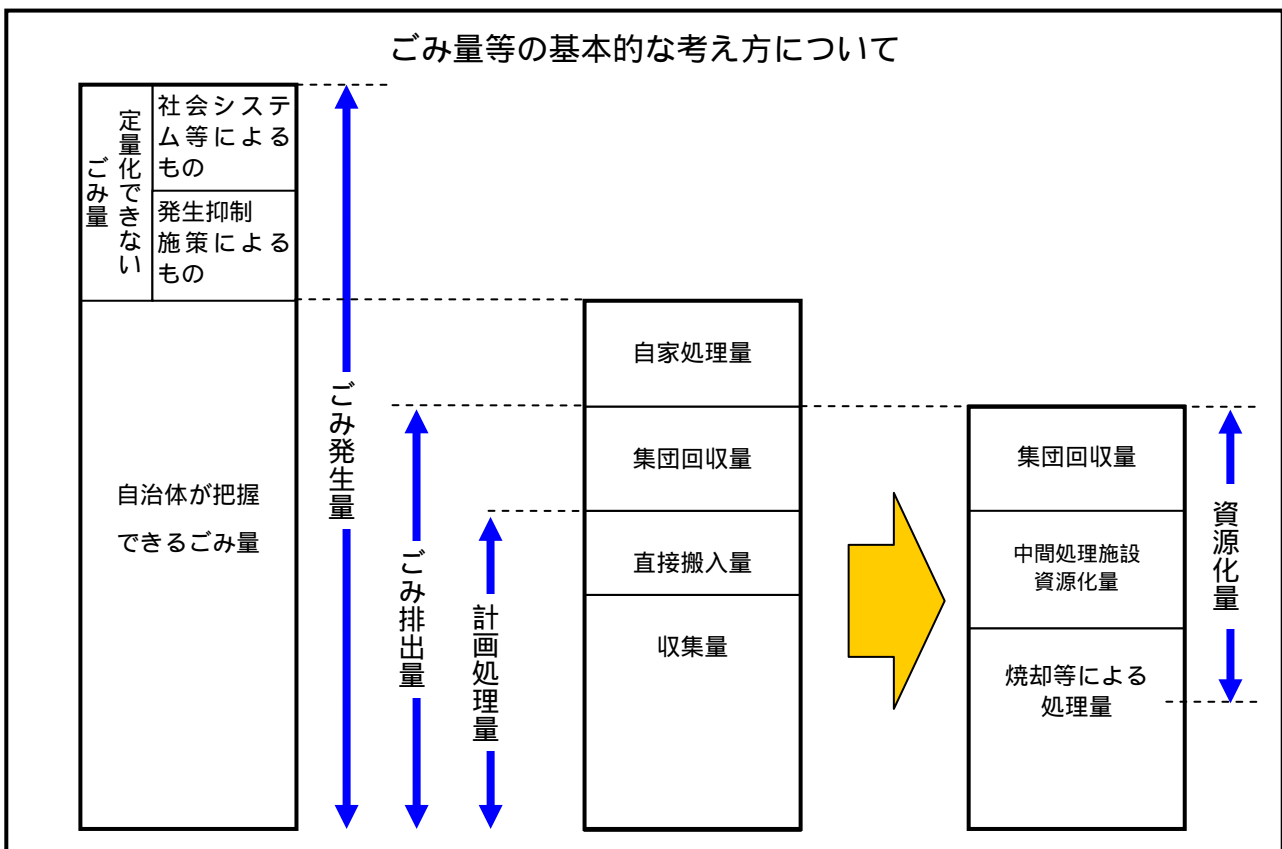 ごみ量等の基本的な考え方について
定量化できない
ごみ量
社会システ
ム等による
もの
発生抑制
施策による
もの
自治体が把握
できるごみ量
ごみ発生量
ごみ排出量
計画処理量
自家処理量
集団回収量
直接搬入量
収集量
集団回収量
中間処理施設
資源化量
焼却等による
処理量
資源化量